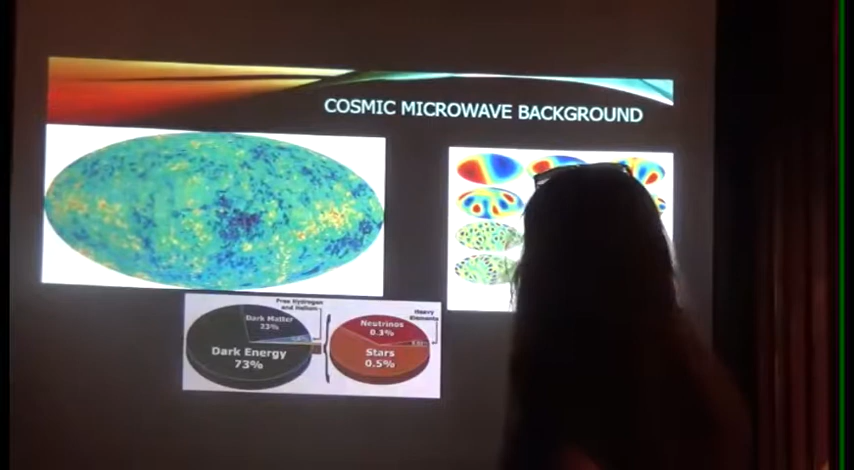 COSMIC MICROWAVE BACKGROUND
Free Hydrogen
and Helium
Dark Matter
23%
Dark Energy
73%
Heavy
Elements
Neutrinos
0.3%
Stars
0.5%